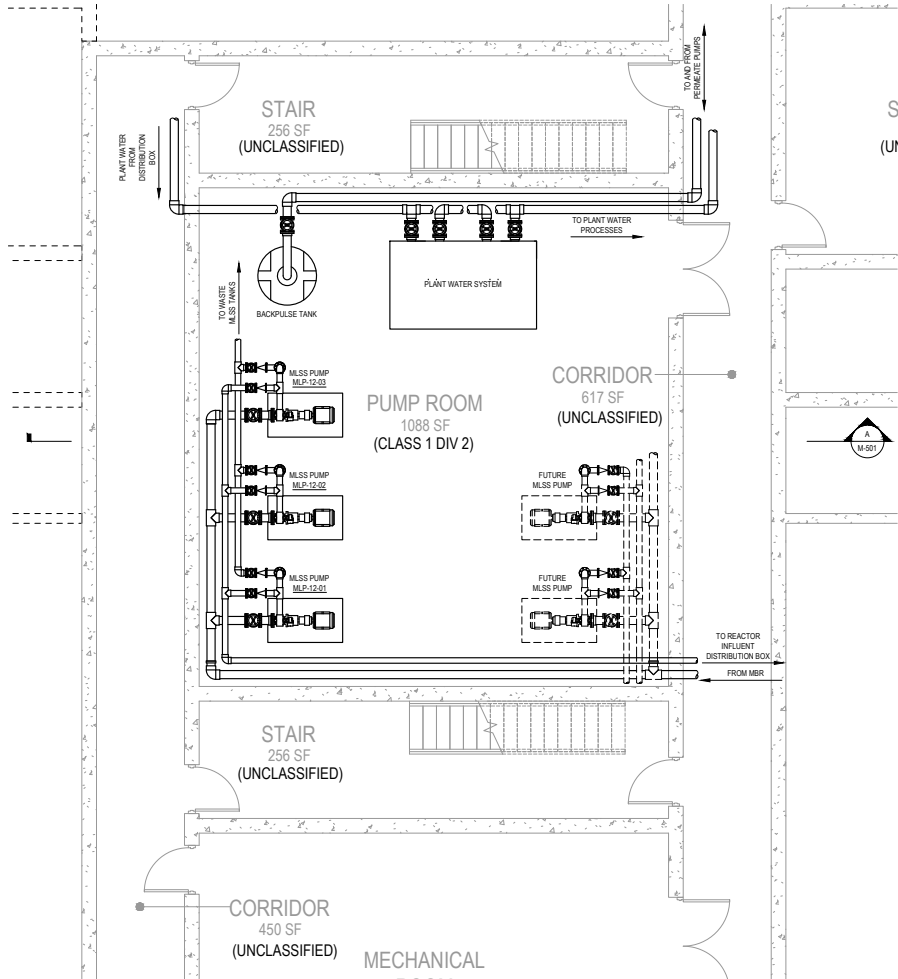 TO AND FROM
PERMEATE PUMPS
STAIR
256 SF
(UNCLASSIFIED)
S
(UN
PLANT WATER
FROM
DISTRIBUTION
BOX
TO PLANT WATER
PROCESSES
PLANT WATER SYSTEM
TO WASTE
MLSS TANKS
BACKPULSE TANK
MLSS PUMP
MLP-12-03
PUMP ROOM
1088 SF
(CLASS 1 DIV 2)
CORRIDOR
617 SF
(UNCLASSIFIED)
A
M-501
MLSS PUMP
MLP-12-02
FUTURE
MLSS PUMP
MLSS PUMP
MLP-12-01
FUTURE
MLSS PUMP
TO REACTOR
INFLUENT
DISTRIBUTION BOX
FROM MBR
STAIR
256 SF
(UNCLASSIFIED)
CORRIDOR
450 SF
(UNCLASSIFIED)
MECHANICAL